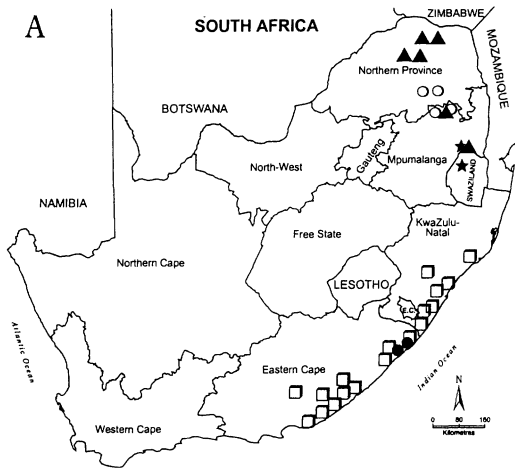 A
SOUTH AFRICA
ZIMBABWE
MOZAMBIQUE
Northern Province
BOTSWANA
North-West
Gauteng
Mpumalanga
SWAZILAND
NAMIBIA
KwaZulu-
Natal
Free State
Northern Cape
LESOTHO
E.C.
Atlantic Ocean
Indian Ocean
Eastern Cape
Western Cape
N
0 80 160
Kilometres